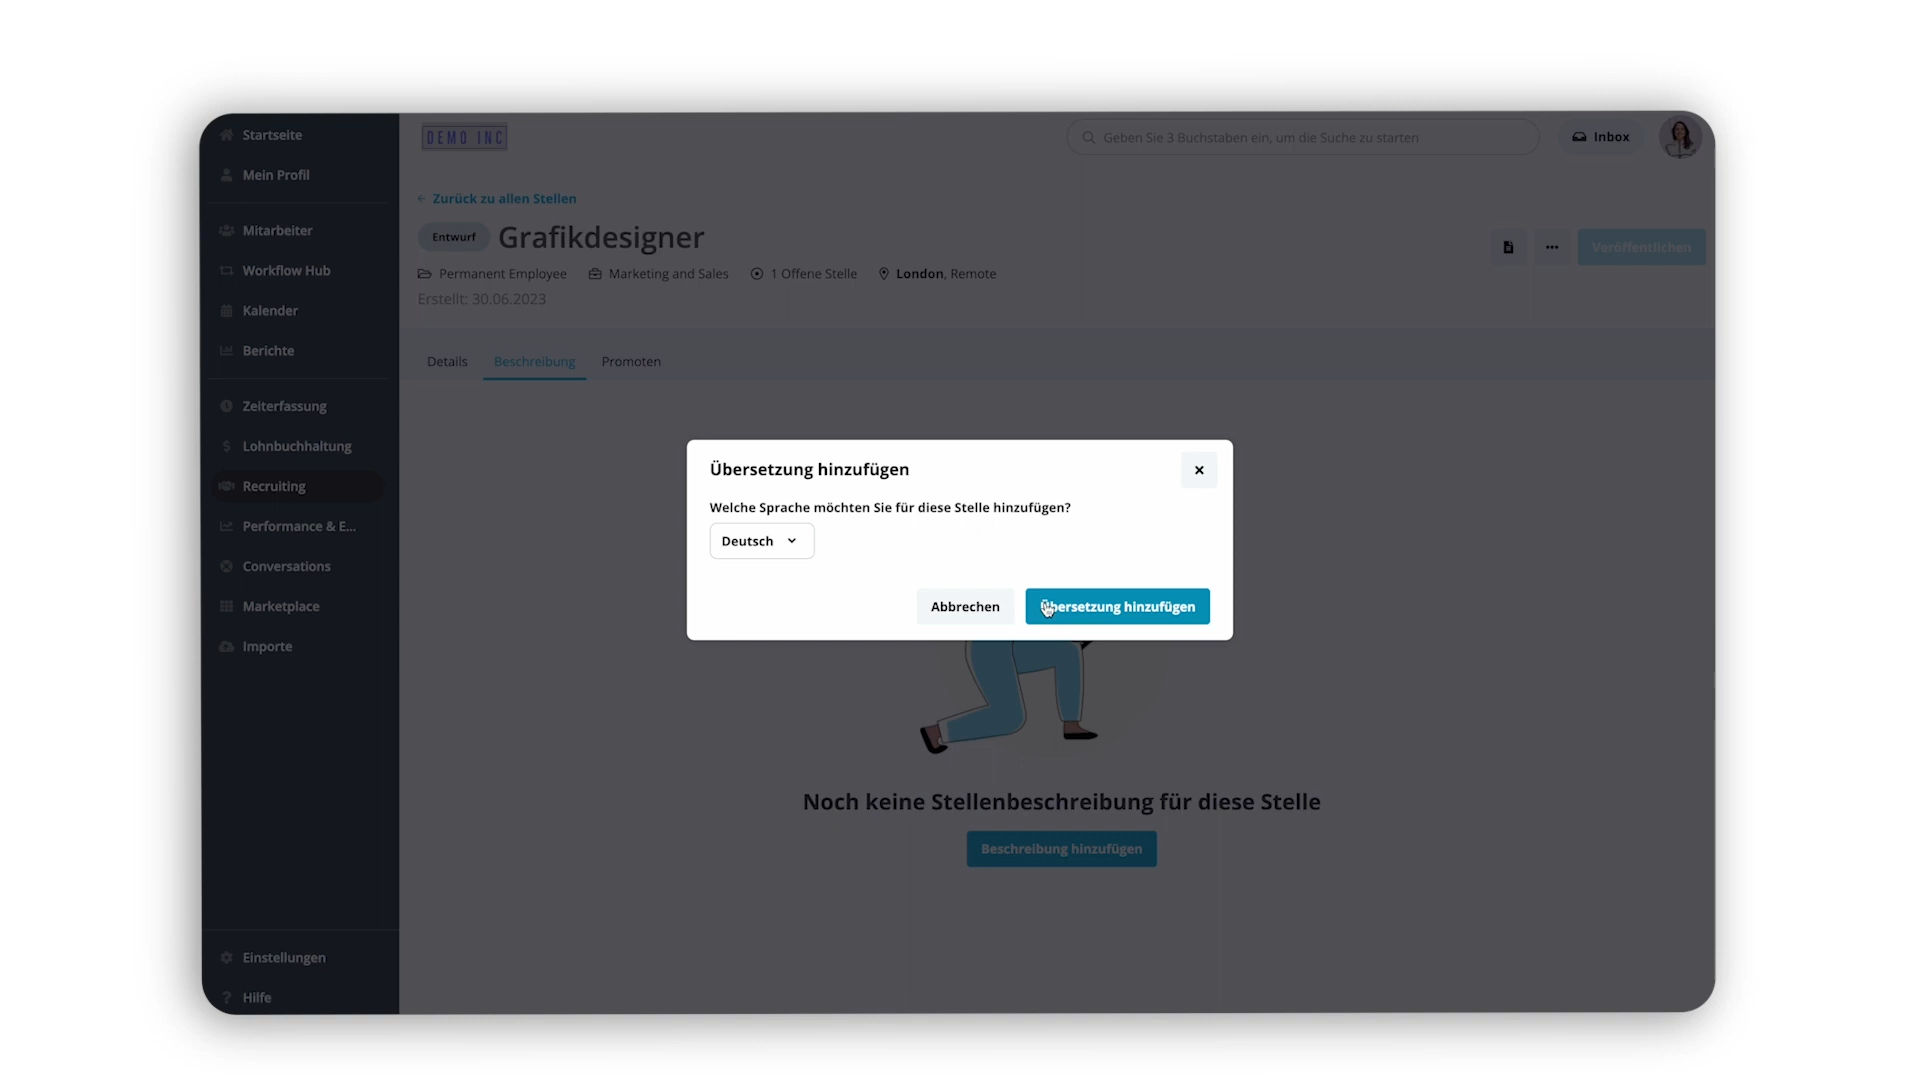 Startseite
Mein Profil
Mitarbeiter
Workflow Hub
Kalender
Berichte
Zeiterfassung
Lohnbuchhaltung
Recruiting
Performance & E...
Conversations
Marketplace
Importe
Einstellungen
Hilfe
DEMO INC
Geben Sie 3 Buchstaben ein, um die Suche zu starten
Inbox
Zurück zu allen Stellen
Entwurf Grafikdesigner
Veröffentlichen
Permanent Employee Marketing and Sales 1 Offene Stelle London, Remote
Erstellt: 30.06.2023
Details Beschreibung Promoten
Übersetzung hinzufügen
Welche Sprache möchten Sie für diese Stelle hinzufügen?
Deutsch
Abbrechen Übersetzung hinzufügen
Noch keine Stellenbeschreibung für diese Stelle
Beschreibung hinzufügen